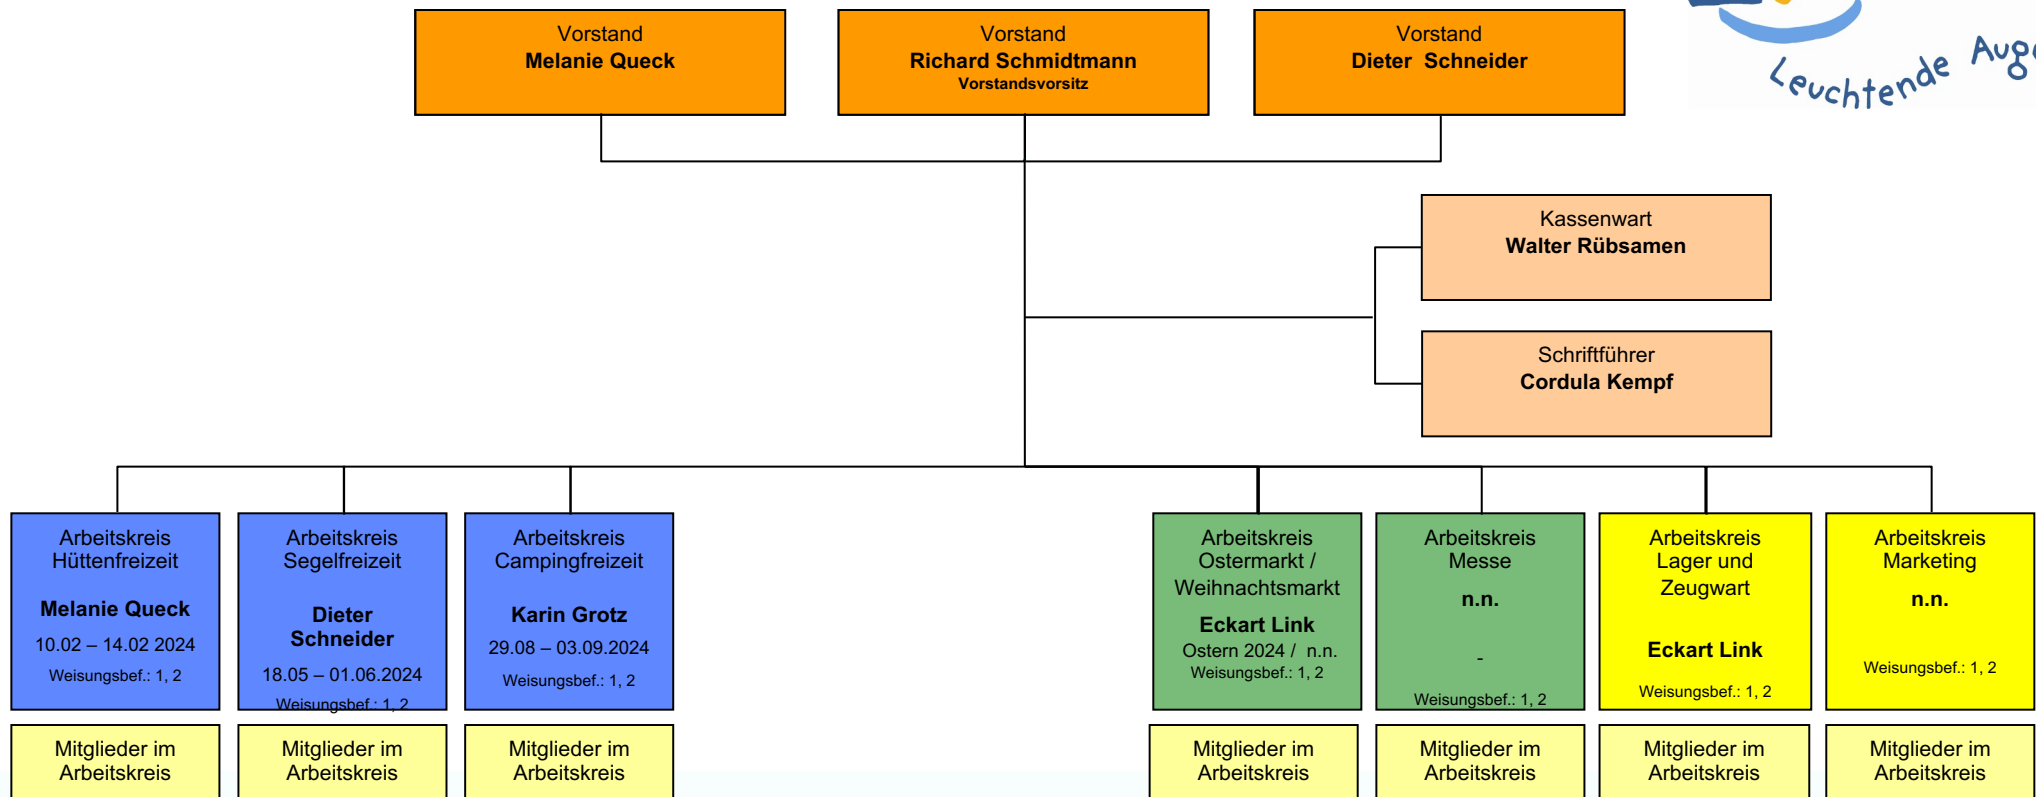 Vorstand
Melanie Queck
Vorstand
Richard Schmidtmann
Vorstandsvorsitz
Vorstand
Dieter Schneider
Leuchtende
Kassenwart
Walter Rübsamen
Schriftführer
Cordula Kempf
Arbeitskreis
Hüttenfreizeit
Melanie Queck
10.02 – 14.02 2024
Weisungsbef.: 1, 2
Arbeitskreis
Segelfreizeit
Dieter
Schneider
18.05 – 01.06.2024
Weisungsbef.: 1, 2
Arbeitskreis
Campingfreizeit
Karin Grotz
29.08 – 03.09.2024
Weisungsbef.: 1, 2
Arbeitskreis
Ostermarkt /
Weihnachtsmarkt
Eckart Link
Ostern 2024 / n.n.
Weisungsbef.: 1, 2
Arbeitskreis
Messe
n.n.
-
Weisungsbef.: 1, 2
Arbeitskreis
Lager und
Zeugwart
Eckart Link
Weisungsbef.: 1, 2
Arbeitskreis
Marketing
n.n.
Weisungsbef.: 1, 2
Mitglieder im
Arbeitskreis
Mitglieder im
Arbeitskreis
Mitglieder im
Arbeitskreis
Mitglieder im
Arbeitskreis
Mitglieder im
Arbeitskreis
Mitglieder im
Arbeitskreis
Mitglieder im
Arbeitskreis